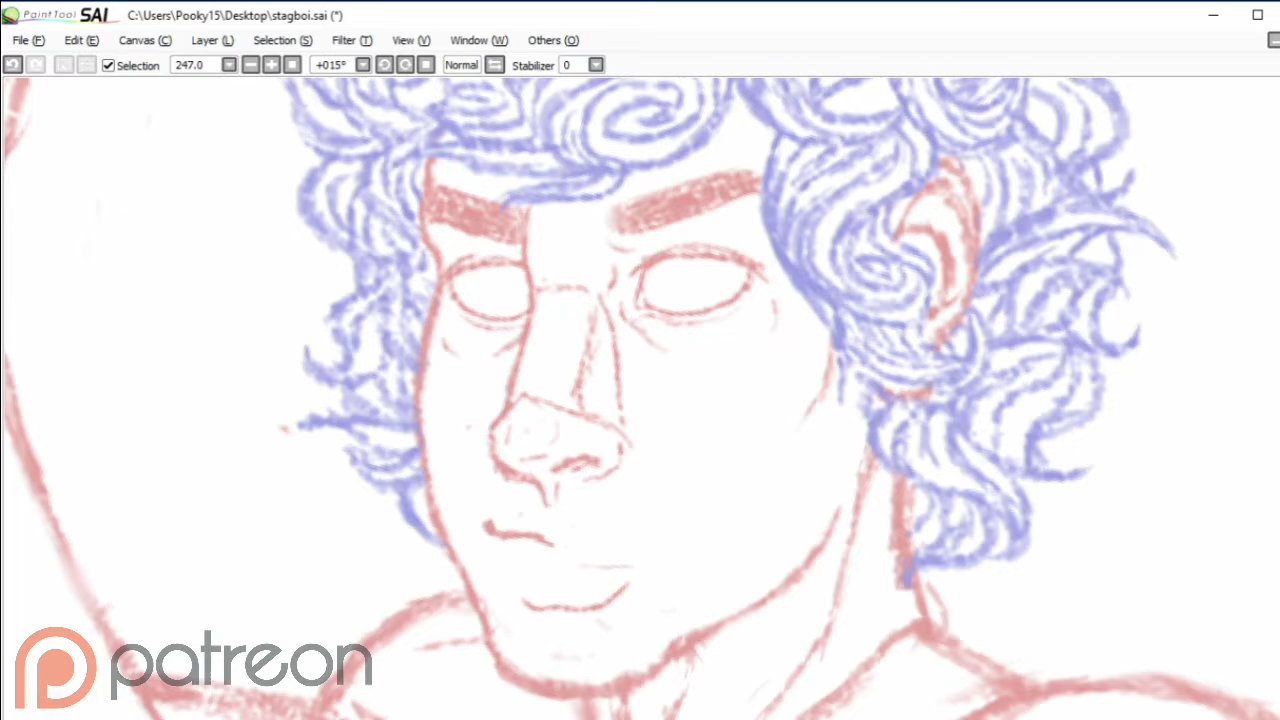 PaintTool SAI C:\Users\Pooky15\Desktop\stagboi.sai (*)
File (F) Edit (E) Canvas (C) Layer (L) Selection (S) Filter (T) View (V) Window (W) Others (O)
Selection 247.0 +015° Normal Stabilizer 0
patreon